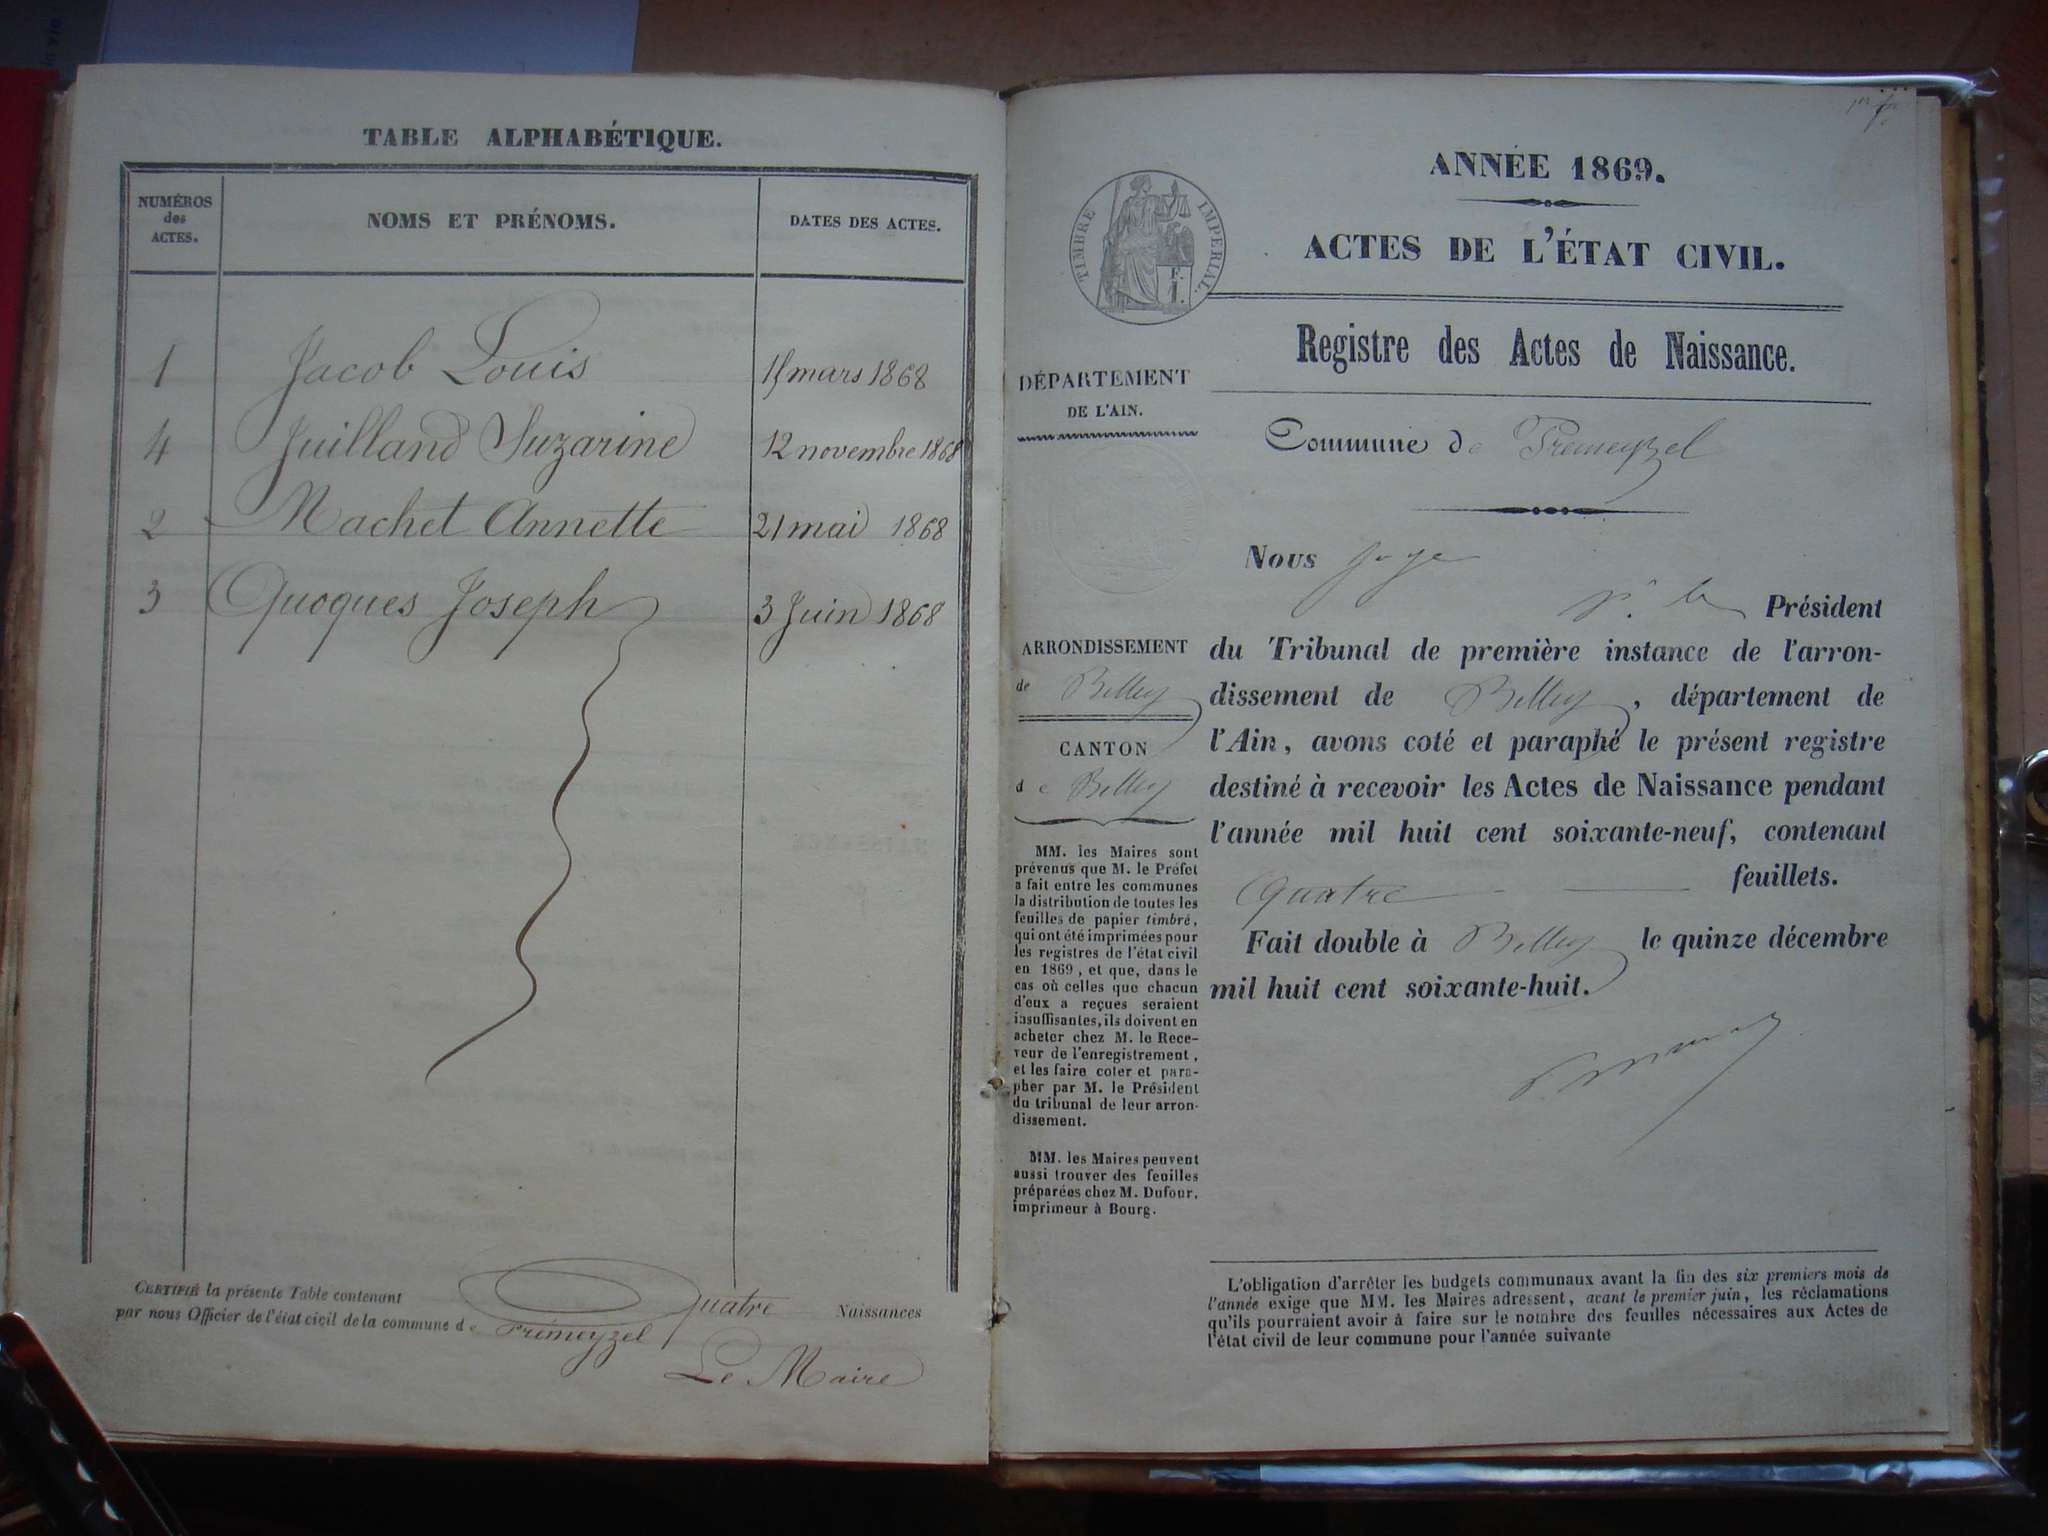 TABLE ALPHABÉTIQUE.
NUMÉROS
des
ACTES.
NOMS ET PRÉNOMS.
DATES DES ACTES.
1 Jacob Louis mars 1868
4 Juilland Suzarine 12 novembre 1868
2 Machet Annette 21 mai 1868
3 Quoques Joseph 3 Juin 1868
CERTIFIÉ la présente Table contenant Quatre Naissances
par nous Officier de l'état civil de la commune de Prémeyzel
Le Maire
ANNÉE 1869.
ACTES DE L'ÉTAT CIVIL.
TIMBRE IMPERIAL.
Registre des Actes de Naissance.
DÉPARTEMENT
DE L'AIN.
Commune de Premeyzel
ARRONDISSEMENT
de Belley
CANTON
de Belley
MM. les Maires sont
prévenus que M. le Préfet
a fait entre les communes
la distribution de toutes les
feuilles de papier timbré,
qui ont été imprimées pour
les registres de l'état civil
en 1869, et que, dans le
cas où celles que chacun
d'eux a reçues seraient
insuffisantes, ils doivent en
acheter chez M. le Rece-
veur de l'enregistrement,
et les faire coter et para-
pher par M. le Président
du tribunal de leur arron-
dissement.
MM. les Maires peuvent
aussi trouver des feuilles
préparées chez M. Dufour,
imprimeur à Bourg.
Nous Juge
p. le Président
du Tribunal de première instance de l'arron-
dissement de Belley, département de
l'Ain, avons coté et paraphé le présent registre
destiné à recevoir les Actes de Naissance pendant
l'année mil huit cent soixante-neuf, contenant
Quatre feuillets.
Fait double à Belley le quinze décembre
mil huit cent soixante-huit.
L'obligation d'arrêter les budgets communaux avant la fin des six premiers mois de
l'année exige que MM. les Maires adressent, avant le premier juin, les réclamations
qu'ils pourraient avoir à faire sur le nombre des feuilles nécessaires aux Actes de
l'état civil de leur commune pour l'année suivante